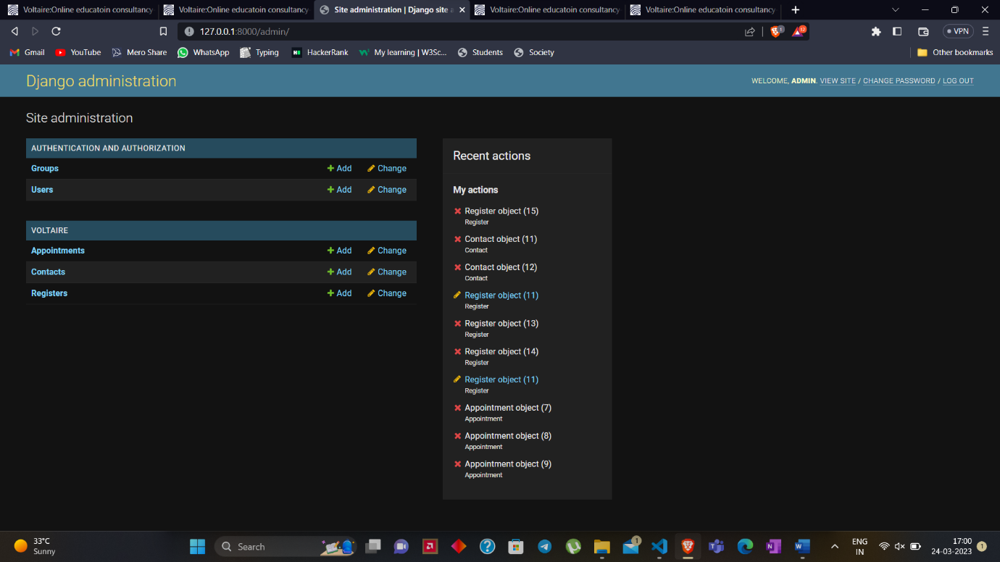 Voltaire:Online educatoin consultancy
Voltaire:Online educatoin consultancy
Site administration | Django site a
Voltaire:Online educatoin consultancy
Voltaire:Online educatoin consultancy
127.0.0.1:8000/admin/
1
12
VPN
Gmail
YouTube
Mero Share
WhatsApp
Typing
HackerRank
My learning | W3Sc...
Students
Society
Other bookmarks
Django administration
WELCOME, ADMIN. VIEW SITE / CHANGE PASSWORD / LOG OUT
Site administration
AUTHENTICATION AND AUTHORIZATION
Groups Add Change
Users Add Change
VOLTAIRE
Appointments Add Change
Contacts Add Change
Registers Add Change
Recent actions
My actions
Register object (15)
Register
Contact object (11)
Contact
Contact object (12)
Contact
Register object (11)
Register
Register object (13)
Register
Register object (14)
Register
Register object (11)
Register
Appointment object (7)
Appointment
Appointment object (8)
Appointment
Appointment object (9)
Appointment
33°C
Sunny
Search
1
ENG
IN
17:00
24-03-2023
1